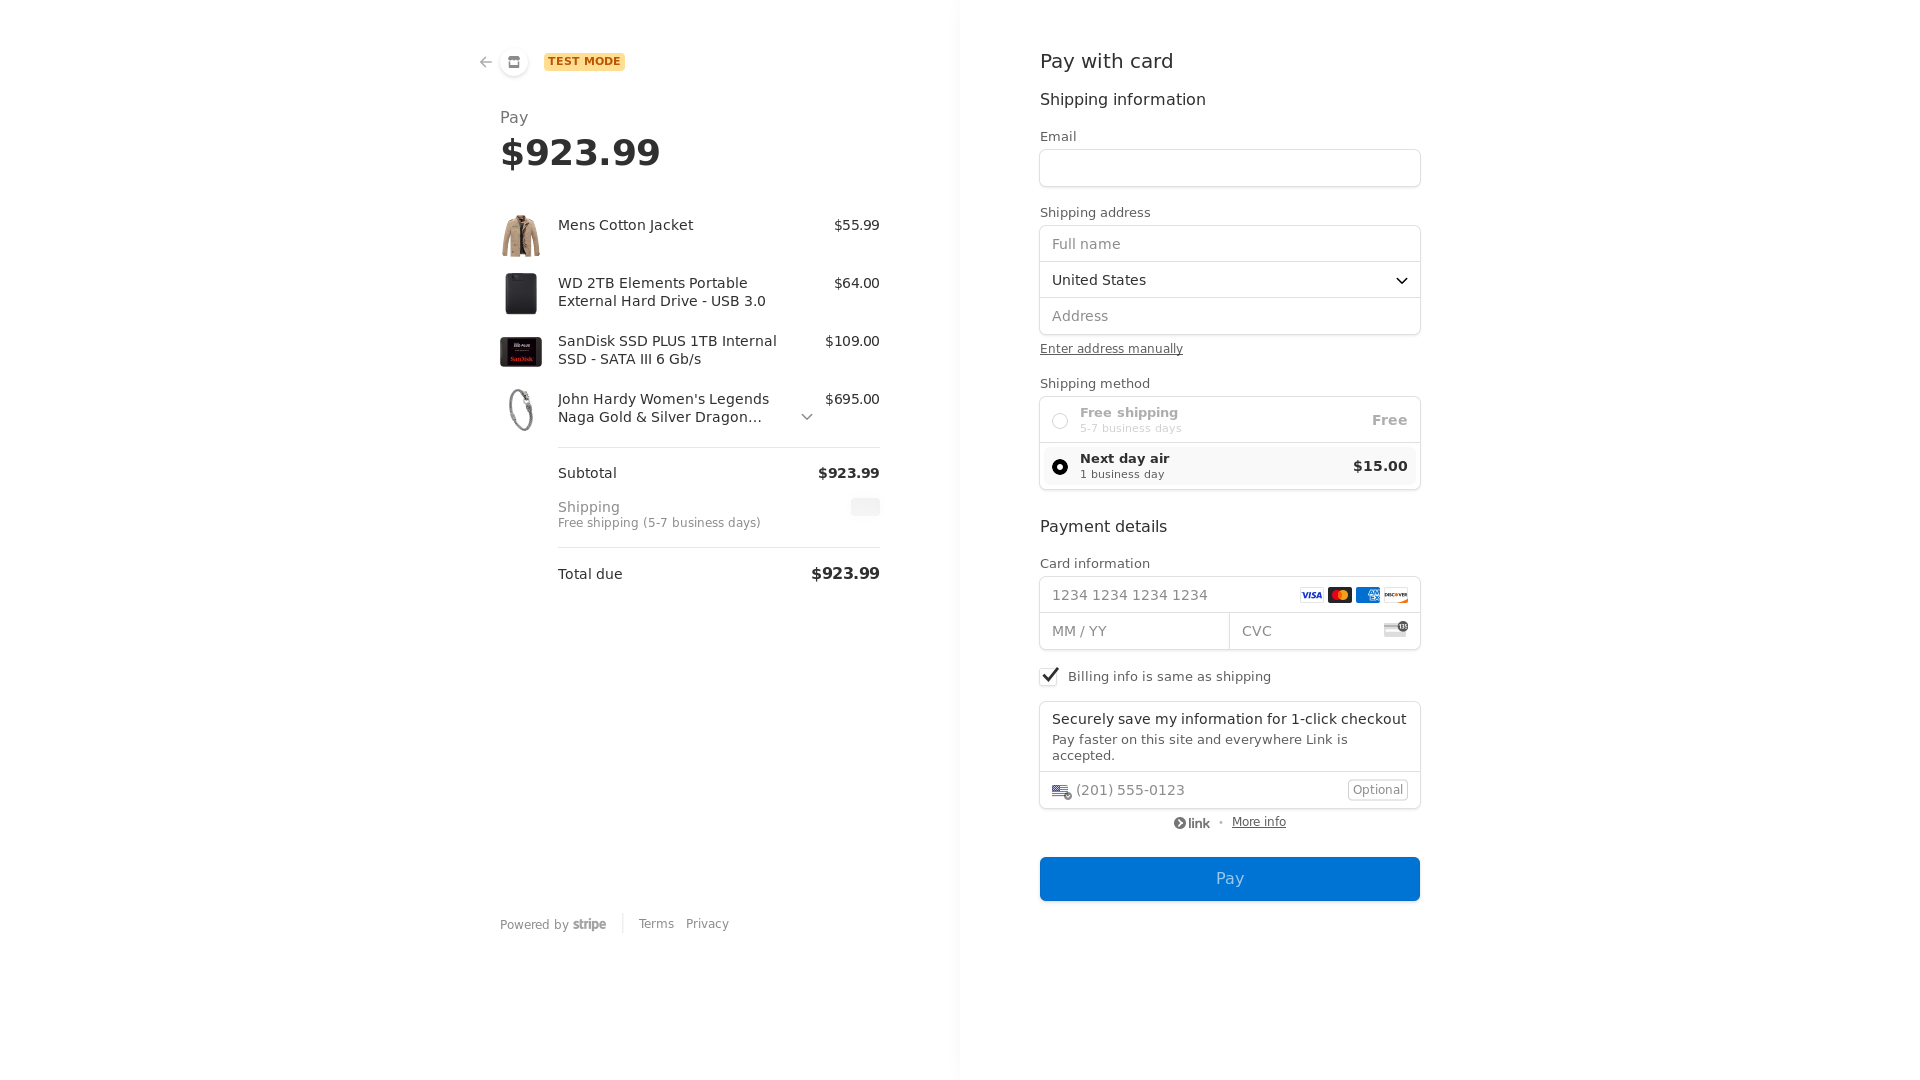 TEST MODE
Pay
$923.99
Mens Cotton Jacket
$55.99
WD 2TB Elements Portable
External Hard Drive - USB 3.0
$64.00
SanDisk SSD PLUS 1TB Internal
SSD - SATA III 6 Gb/s
$109.00
John Hardy Women's Legends
Naga Gold & Silver Dragon...
$695.00
Subtotal
$923.99
Shipping
Free shipping (5-7 business days)
Total due
$923.99
Powered by stripe
Terms
Privacy
Pay with card
Shipping information
Email
Shipping address
Full name
United States
Address
Enter address manually
Shipping method
Free shipping
5-7 business days
Free
Next day air
1 business day
$15.00
Payment details
Card information
1234 1234 1234 1234
VISA
AM
EX
DISCOVER
MM / YY
CVC
135
Billing info is same as shipping
Securely save my information for 1-click checkout
Pay faster on this site and everywhere Link is
accepted.
(201) 555-0123
Optional
link
• More info
Pay